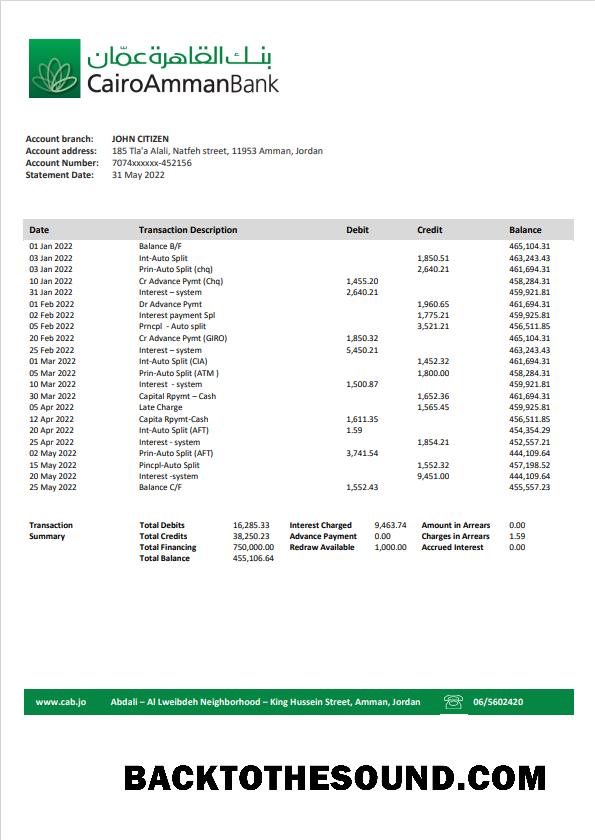 بنك القاهرة عمّان
CairoAmmanBank
Account branch: JOHN CITIZEN
Account address: 185 Tla'a Alali, Natfeh street, 11953 Amman, Jordan
Account Number: 7074xxxxxx-452156
Statement Date: 31 May 2022
Date Transaction Description Debit Credit Balance
01 Jan 2022 Balance B/F 465,104.31
03 Jan 2022 Int-Auto Split 1,850.51 463,243.43
03 Jan 2022 Prin-Auto Split (chq) 2,640.21 461,694.31
10 Jan 2022 Cr Advance Pymt (Chq) 1,455.20 458,284.31
31 Jan 2022 Interest – system 2,640.21 459,921.81
01 Feb 2022 Dr Advance Pymt 1,960.65 461,694.31
02 Feb 2022 Interest payment Spl 1,775.21 459,925.81
05 Feb 2022 Prncpl - Auto split 3,521.21 456,511.85
20 Feb 2022 Cr Advance Pymt (GIRO) 1,850.32 465,104.31
25 Feb 2022 Interest – system 5,450.21 463,243.43
01 Mar 2022 Int-Auto Split (CIA) 1,452.32 461,694.31
05 Mar 2022 Prin-Auto Split (ATM ) 1,800.00 458,284.31
10 Mar 2022 Interest - system 1,500.87 459,921.81
30 Mar 2022 Capital Rpymt – Cash 1,652.36 461,694.31
05 Apr 2022 Late Charge 1,565.45 459,925.81
12 Apr 2022 Capita Rpymt-Cash 1,611.35 456,511.85
20 Apr 2022 Int-Auto Split (AFT) 1.59 454,354.29
25 Apr 2022 Interest - system 1,854.21 452,557.21
02 May 2022 Prin-Auto Split (AFT) 3,741.54 444,109.64
15 May 2022 Pincpl-Auto Split 1,552.32 457,198.52
20 May 2022 Interest -system 9,451.00 444,109.64
25 May 2022 Balance C/F 1,552.43 455,557.23
Transaction Total Debits 16,285.33 Interest Charged 9,463.74 Amount in Arrears 0.00
Summary Total Credits 38,250.23 Advance Payment 0.00 Charges in Arrears 1.59
Total Financing 750,000.00 Redraw Available 1,000.00 Accrued Interest 0.00
Total Balance 455,106.64
www.cab.jo Abdali – Al Lweibdeh Neighborhood – King Hussein Street, Amman, Jordan 06/5602420
BACKTOTHESOUND.COM